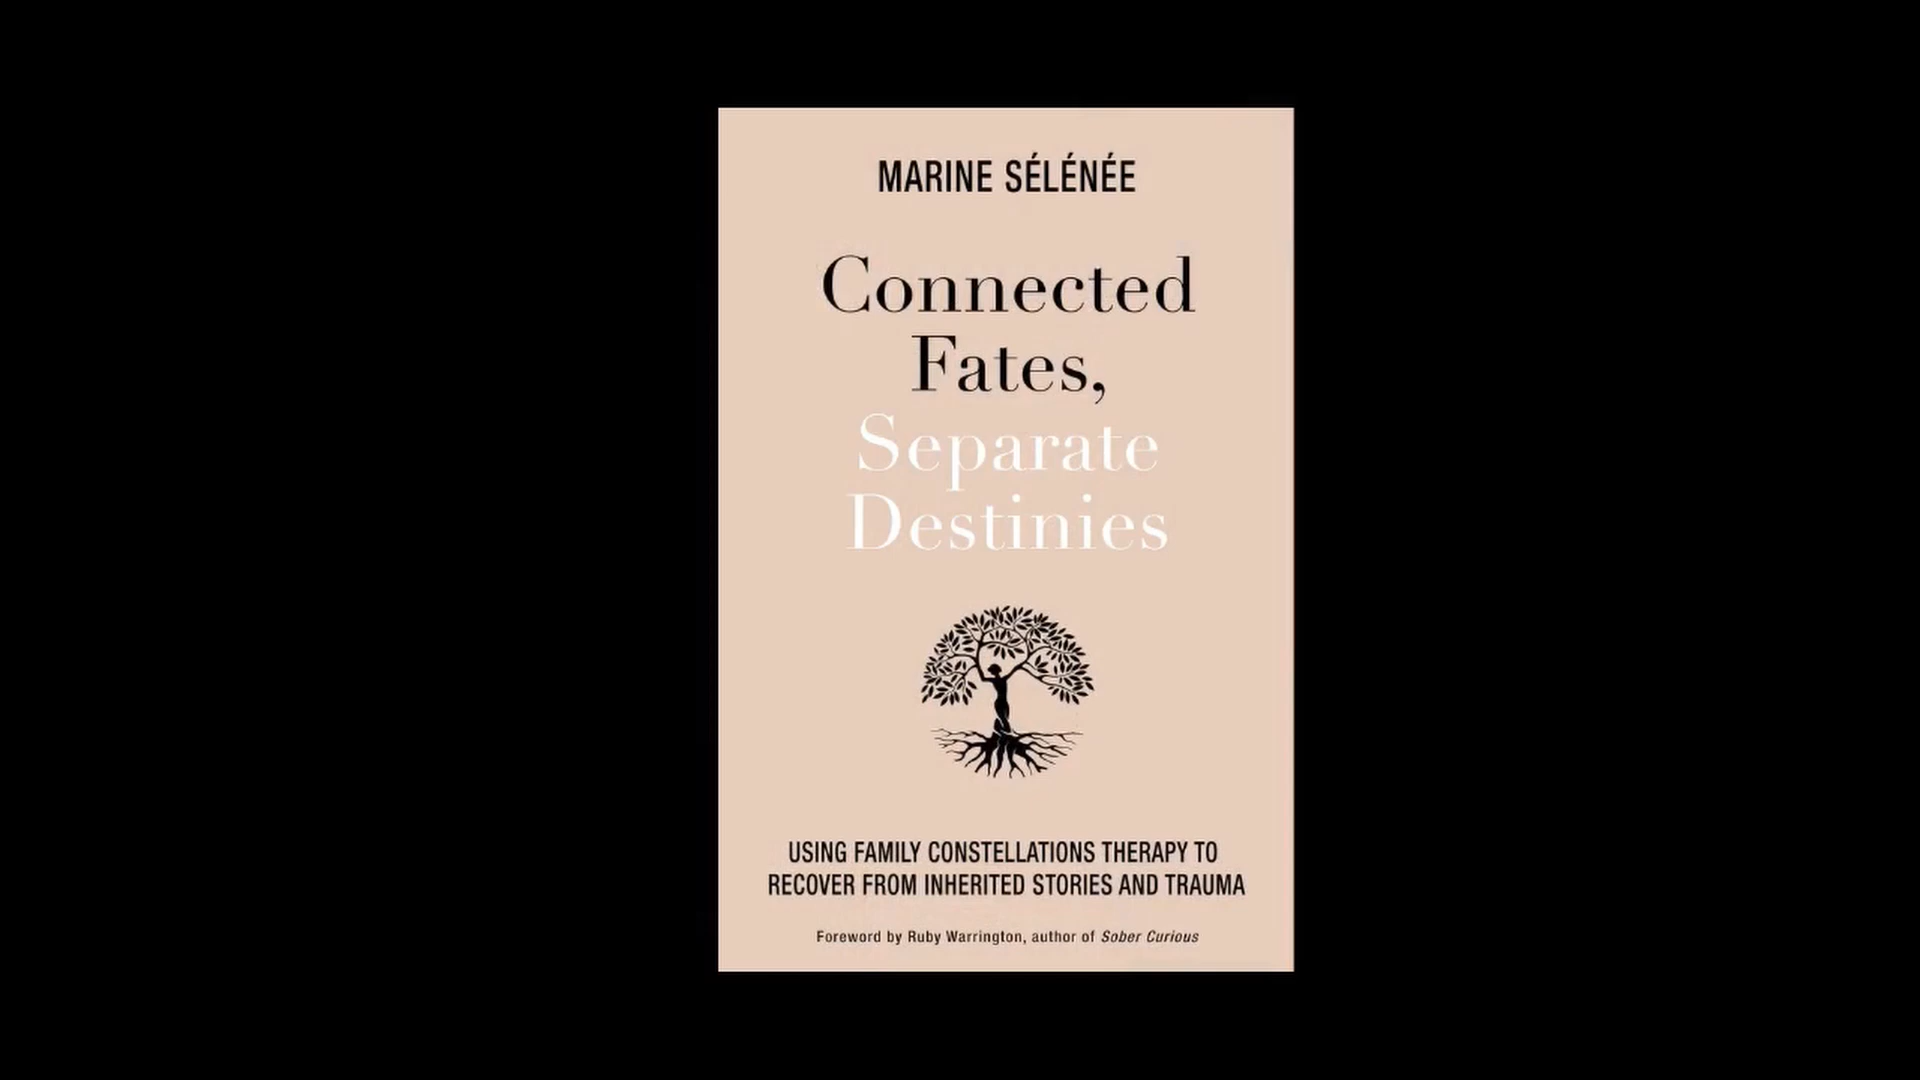 MARINE SÉLÉNÉE
Connected
Fates,
Separate
Destinies
USING FAMILY CONSTELLATIONS THERAPY TO
RECOVER FROM INHERITED STORIES AND TRAUMA
Foreword by Ruby Warrington, author of Sober Curious